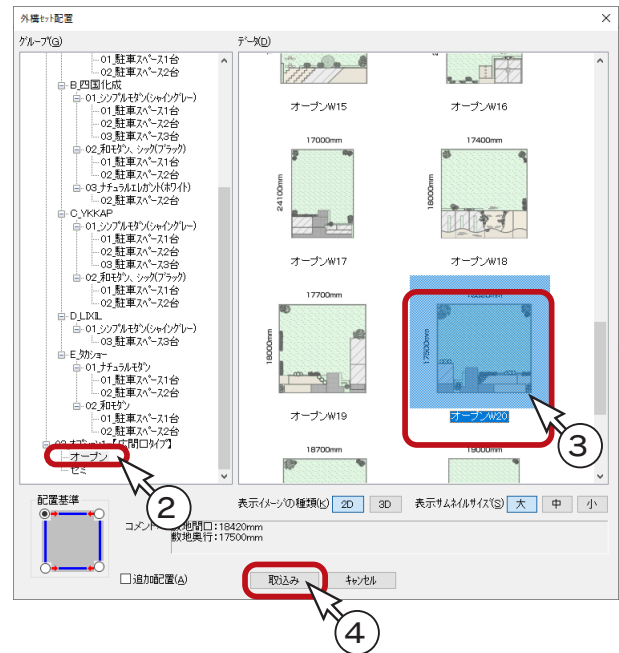 外構セット配置
グループ(G)
01_駐車スペース1台
02_駐車スペース2台
B_四国化成
01_シンプルモダン(シャイングレー)
01_駐車スペース1台
02_駐車スペース2台
03_駐車スペース3台
02_和モダン、シック(ブラック)
01_駐車スペース1台
02_駐車スペース2台
03_ナチュラルエレガント(ホワイト)
02_駐車スペース2台
C_YKKAP
01_シンプルモダン(シャイングレー)
01_駐車スペース1台
02_駐車スペース2台
03_駐車スペース3台
02_和モダン、シック(ブラック)
01_駐車スペース1台
02_駐車スペース2台
D_LIXIL
01_シンプルモダン(シャイングレー)
03_駐車スペース3台
E_タカショー
01_ナチュラルモダン
01_駐車スペース1台
02_駐車スペース2台
02_和モダン
01_駐車スペース1台
02_駐車スペース2台
【広間口タイプ】
オープン
セミ
②
データ(D)
オープンW15
オープンW16
17000mm
24100mm
オープンW17
17400mm
18000mm
オープンW18
17700mm
18000mm
オープンW19
17500mm
オープンW20
③
18700mm
19000mm
配置基準
表示イメージの種類(K) 2D 3D
表示サムネイルサイズ(S) 大 中 小
コメント:
敷地間口:18420mm
敷地奥行:17500mm
追加配置(A)
取込み
キャンセル
④